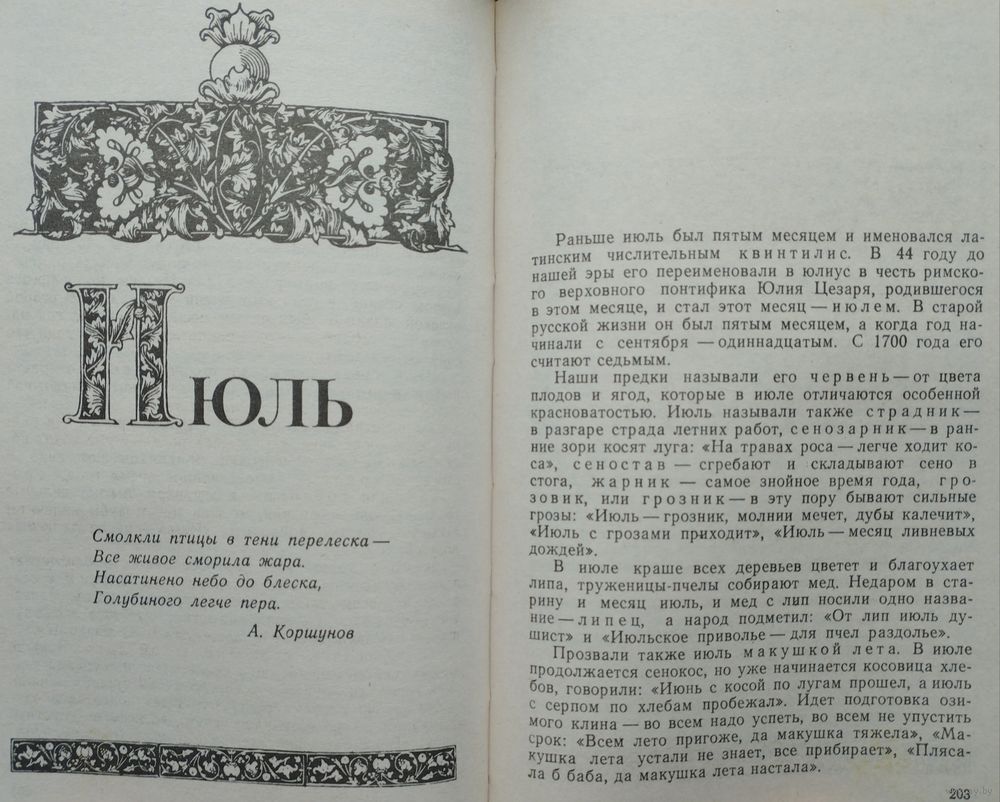 Июль
Смолкли птицы в тени перелеска —
Все живое сморила жара.
Насатинено небо до блеска,
Голубиного легче пера.
А. Коршунов
Раньше июль был пятым месяцем и именовался ла-
тинским числительным квинтилис. В 44 году до
нашей эры его переименовали в юлиус в честь римско-
го верховного понтифика Юлия Цезаря, родившегося
в этом месяце, и стал этот месяц — июлем. В старой
русской жизни он был пятым месяцем, а когда год на-
чинали с сентября — одиннадцатым. С 1700 года его
считают седьмым.
Наши предки называли его червень — от цвета
плодов и ягод, которые в июле отличаются особенной
красноватостью. Июль называли также страдник —
в разгаре страда летних работ, сенозарник — в ран-
ние зори косят луга: «На травах роса — легче ходит ко-
са», сеностав — сгребают и складывают сено в
стога, жарник — самое знойное время года, гро-
зовик, или грозник — в эту пору бывают сильные
грозы: «Июль — грозник, молнии мечет, дубы калечит»,
«Июль с грозами приходит», «Июль — месяц ливневых
дождей».
В июле краше всех деревьев цветет и благоухает
липа, труженицы-пчелы собирают мед. Недаром в ста-
рину и месяц июль, и мед с лип носили одно назва-
ние — липец, а народ подметил: «От лип июль ду-
шист» и «Июльское приволье — для пчел раздолье».
Прозвали также июль макушкой лета. В июле
продолжается сенокос, но уже начинается косовица хле-
бов, говорили: «Июнь с косой по лугам прошел, а июль
с серпом по хлебам пробежал». Идет подготовка ози-
мого клина — во всем надо успеть, во всем не упустить
срок: «Всем лето пригоже, да макушка тяжела», «Ма-
кушка лета устали не знает, все прибирает», «Пляса-
ла б баба, да макушка лета настала».
203